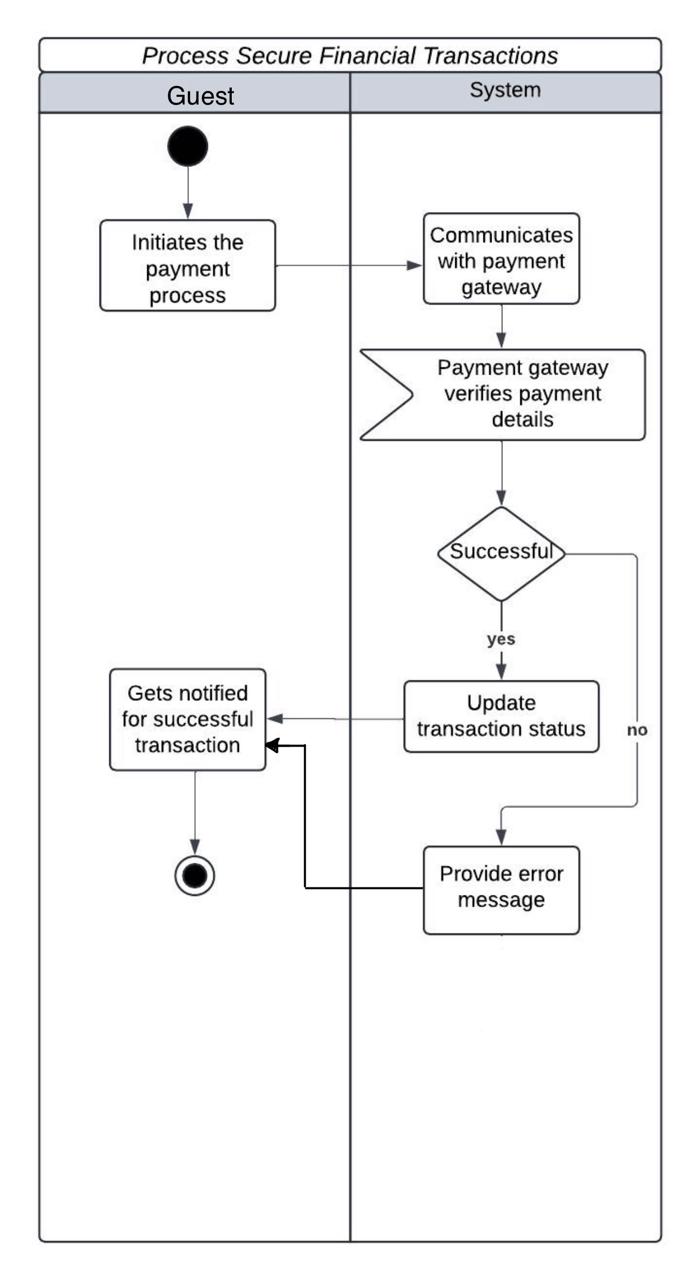 Process Secure Financial Transactions
Guest
System
Initiates the
payment
process
Communicates
with payment
gateway
Payment gateway
verifies payment
details
Successful
yes
Gets notified
for successful
transaction
Update
transaction status
no
Provide error
message